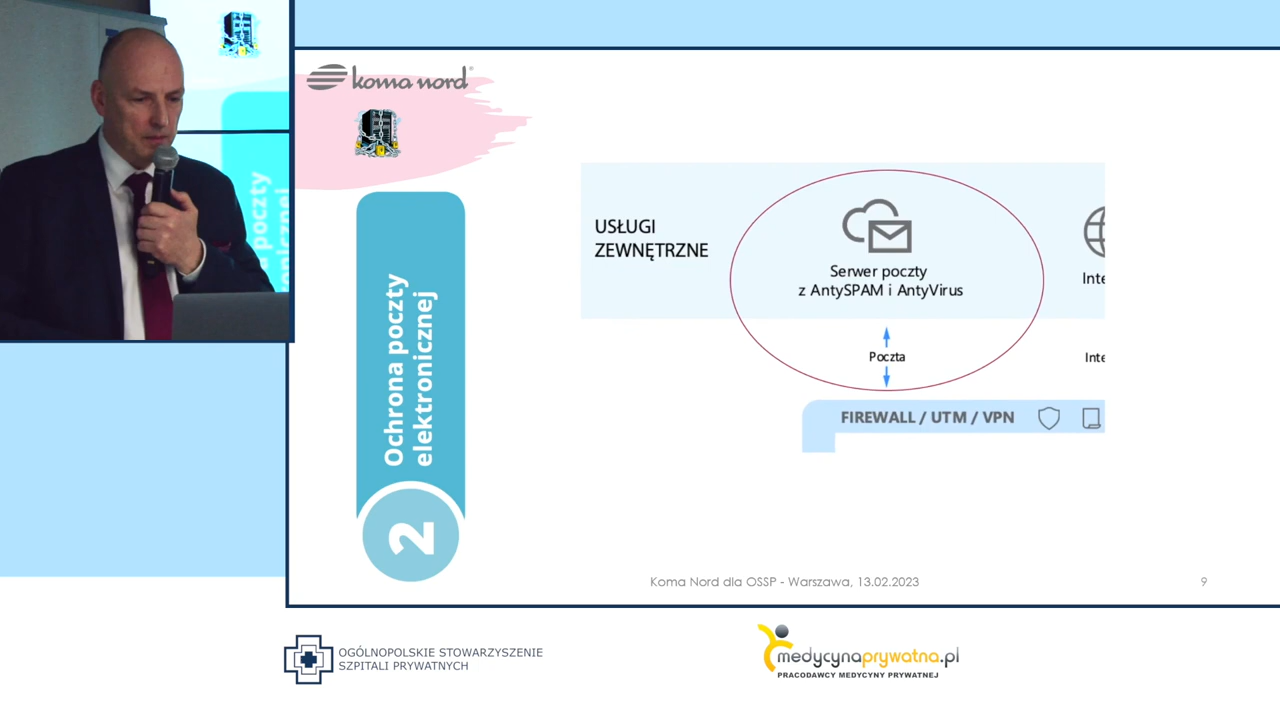 koma nord
USŁUGI
ZEWNĘTRZNE
Serwer poczty
z AntySPAM i AntyVirus
Inte
Poczta
Inte
FIREWALL / UTM / VPN
Ochrona poczty
elektronicznej
2
poczty
Koma Nord dla OSSP - Warszawa, 13.02.2023
9
OGÓLNOPOLSKIE STOWARZYSZENIE
SZPITALI PRYWATNYCH
medycynaprywatna.pl
PRACODAWCY MEDYCYNY PRYWATNEJ